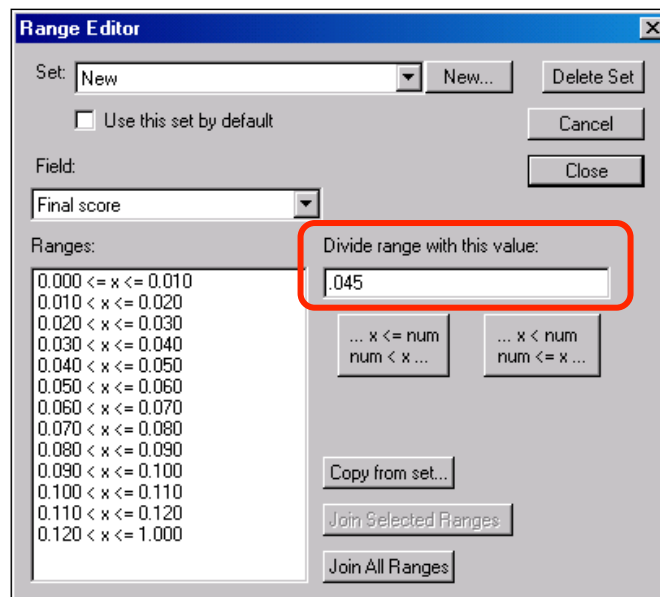 Range Editor
Set: New New... Delete Set
Use this set by default Cancel
Field: Close
Final score
Ranges: Divide range with this value:
.045
0.000 <= x <= 0.010
0.010 < x <= 0.020
0.020 < x <= 0.030
0.030 < x <= 0.040
0.040 < x <= 0.050
0.050 < x <= 0.060
0.060 < x <= 0.070
0.070 < x <= 0.080
0.080 < x <= 0.090
0.090 < x <= 0.100
0.100 < x <= 0.110
0.110 < x <= 0.120
0.120 < x <= 1.000
... x <= num
num < x ...
... x < num
num <= x ...
Copy from set...
Join Selected Ranges
Join All Ranges